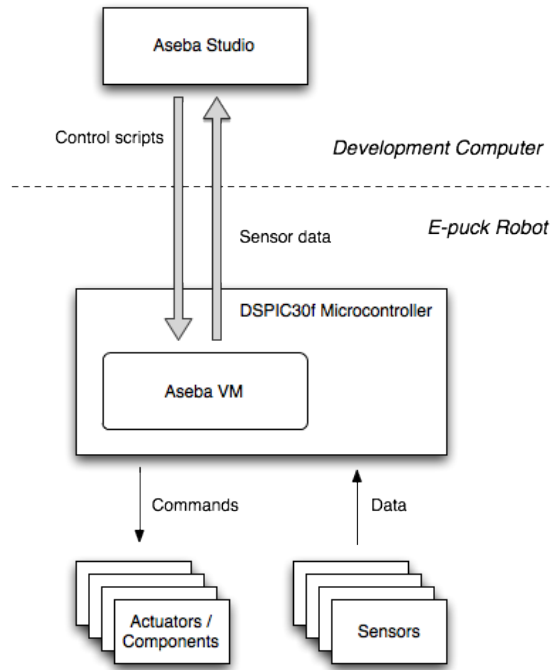 Aseba Studio
Control scripts
Development Computer
E-puck Robot
Sensor data
DSPIC30f Microcontroller
Aseba VM
Commands
Data
Actuators /
Components
Sensors